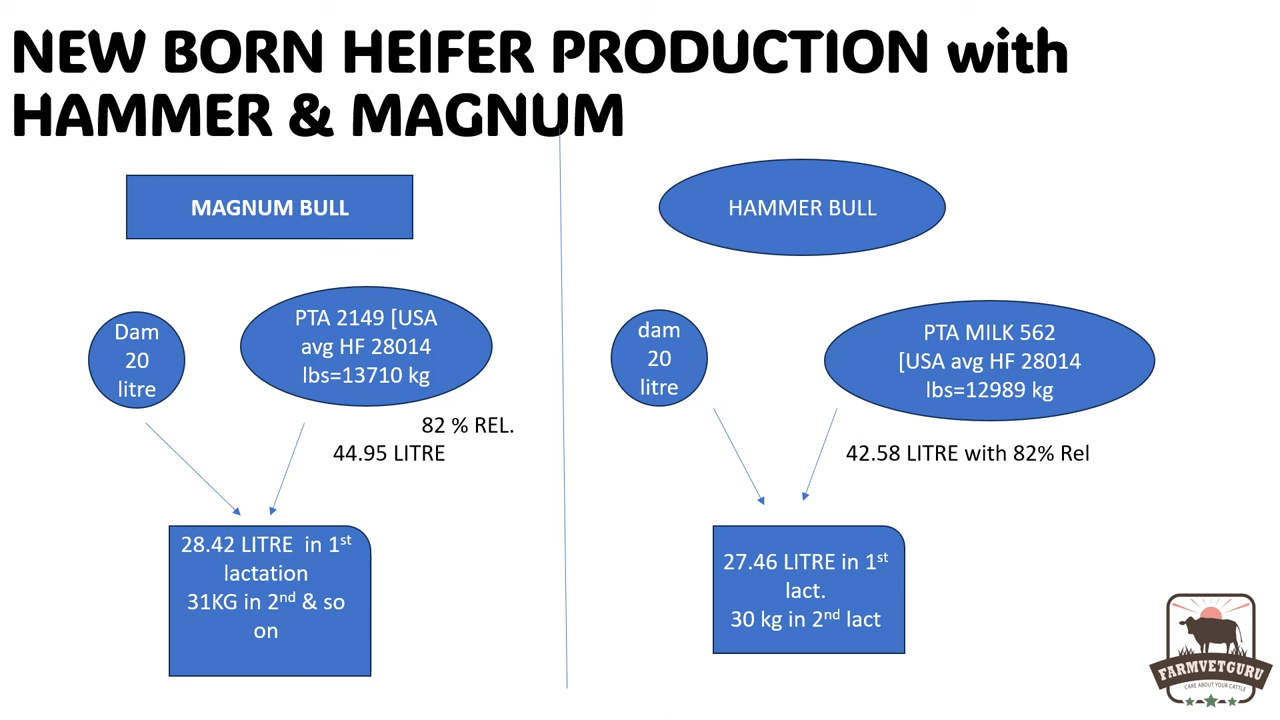 NEW BORN HEIFER PRODUCTION with
HAMMER & MAGNUM
MAGNUM BULL
Dam
20
litre
PTA 2149 [USA
avg HF 28014
lbs=13710 kg
82 % REL.
44.95 LITRE
28.42 LITRE in 1st
lactation
31KG in 2nd & so
on
HAMMER BULL
dam
20
litre
PTA MILK 562
[USA avg HF 28014
lbs=12989 kg
42.58 LITRE with 82% Rel
27.46 LITRE in 1st
lact.
30 kg in 2nd lact
FARMVETGURU
CARE ABOUT YOUR CATTLE